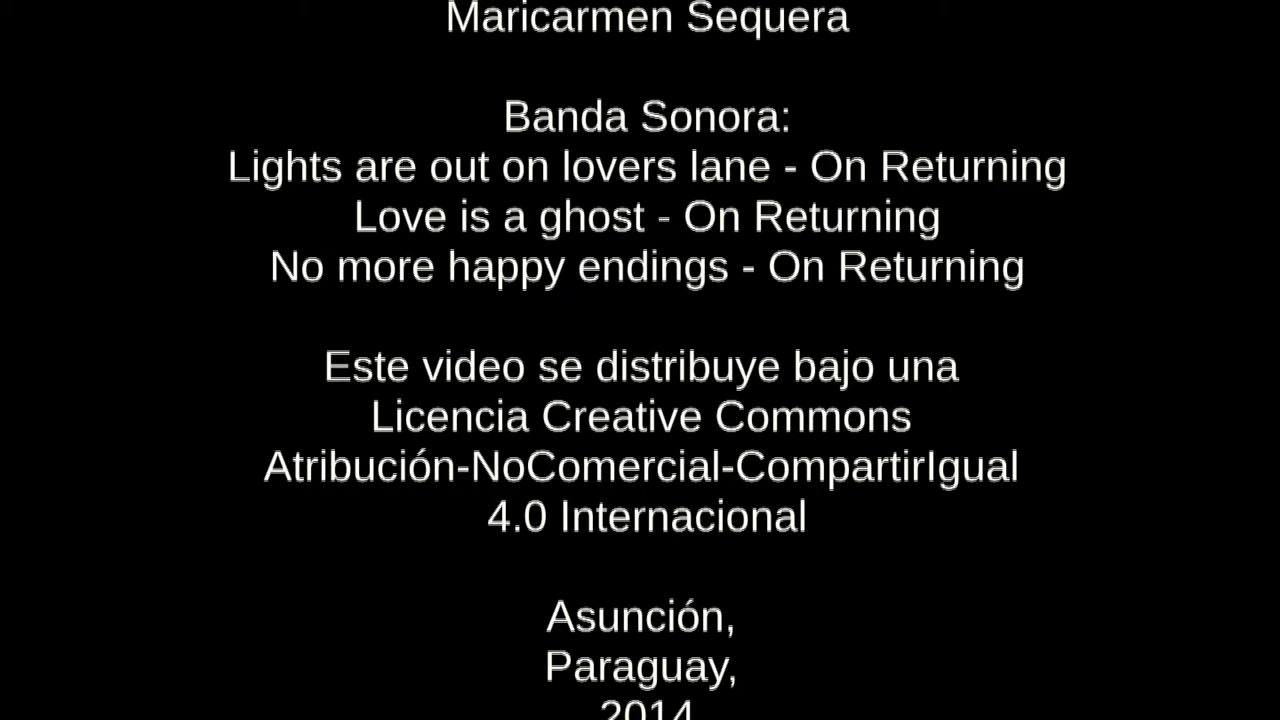 Maricarmen Sequera
Banda Sonora:
Lights are out on lovers lane - On Returning
Love is a ghost - On Returning
No more happy endings - On Returning
Este video se distribuye bajo una
Licencia Creative Commons
Atribución-NoComercial-CompartirIgual
4.0 Internacional
Asunción,
Paraguay,
2014